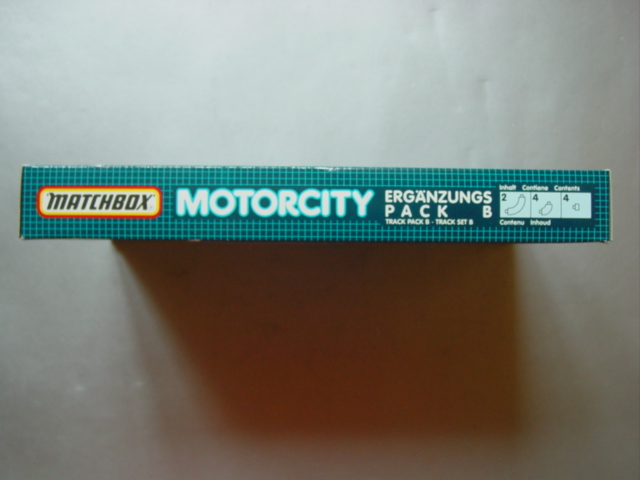 MATCHBOX
MOTORCITY
ERGÄNZUNGS
PACK B
TRACK PACK B - TRACK SET B
Inhalt Contiene Contents
2 4 4
Contenu Inhoud